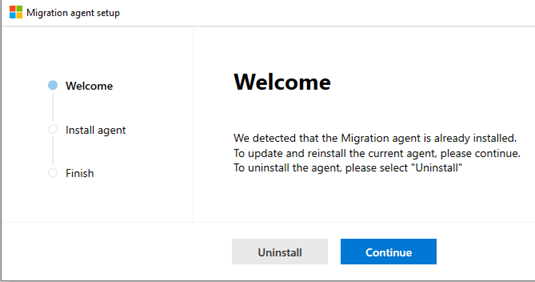 Migration agent setup
Welcome
Install agent
Finish
Welcome
We detected that the Migration agent is already installed.
To update and reinstall the current agent, please continue.
To uninstall the agent, please select "Uninstall"
Uninstall
Continue